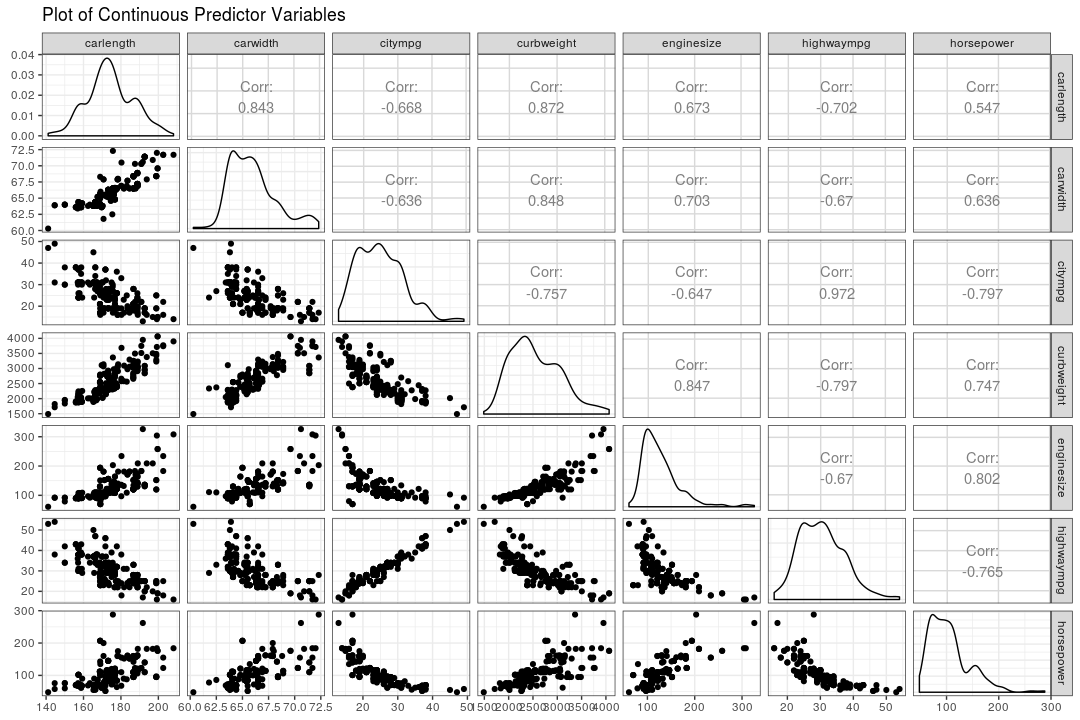 Plot of Continuous Predictor Variables
carlength carwidth citympg curbweight enginesize highwaympg horsepower
0.04
0.03
0.02
0.01
0.00
Corr: Corr: Corr: Corr: Corr: Corr:
0.843 -0.668 0.872 0.673 -0.702 0.547
carlength
72.5
70.0
67.5
65.0
62.5
60.0
Corr: Corr: Corr: Corr: Corr:
-0.636 0.848 0.703 -0.67 0.636
carwidth
50
40
30
20
Corr: Corr: Corr: Corr:
-0.757 -0.647 0.972 -0.797
citympg
4000
3500
3000
2500
2000
1500
Corr: Corr: Corr:
0.847 -0.797 0.747
curbweight
300
200
100
Corr: Corr:
-0.67 0.802
enginesize
50
40
30
20
Corr:
-0.765
highwaympg
300
200
100
horsepower
140 160 180 200 60.0 62.5 65.0 67.5 70.0 72.5 20 30 40 50 1500 2000 2500 3000 3500 4000 100 200 300 20 30 40 50 100 200 300